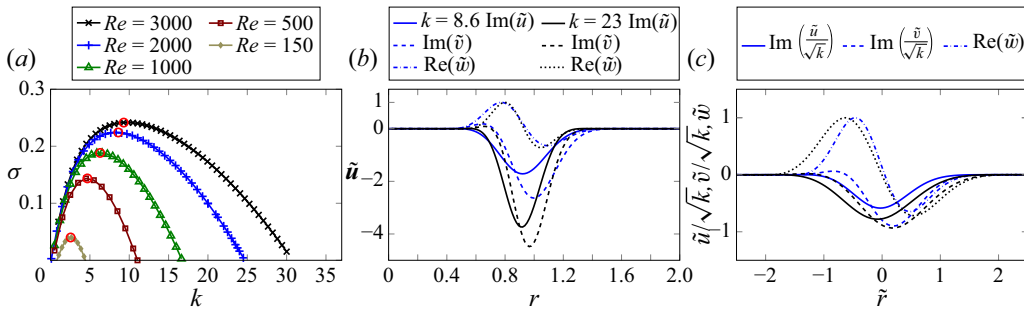 (a)
Re = 3000
Re = 500
Re = 2000
Re = 150
Re = 1000
0.3
0.2
0.1
σ
0 5 10 15 20 25 30 35
k
(b)
k = 8.6 Im(ũ)
k = 23 Im(ũ)
Im(ṽ)
Im(ṽ)
Re(w̃)
Re(w̃)
1
0
−2
−4
ũ
0 0.4 0.8 1.2 1.6 2.0
r
(c)
Im (ũ/√k)
Im (ṽ/√k)
Re(w̃)
1
0
−1
ũ/√k, ṽ/√k, w̃
−2 −1 0 1 2
r̃